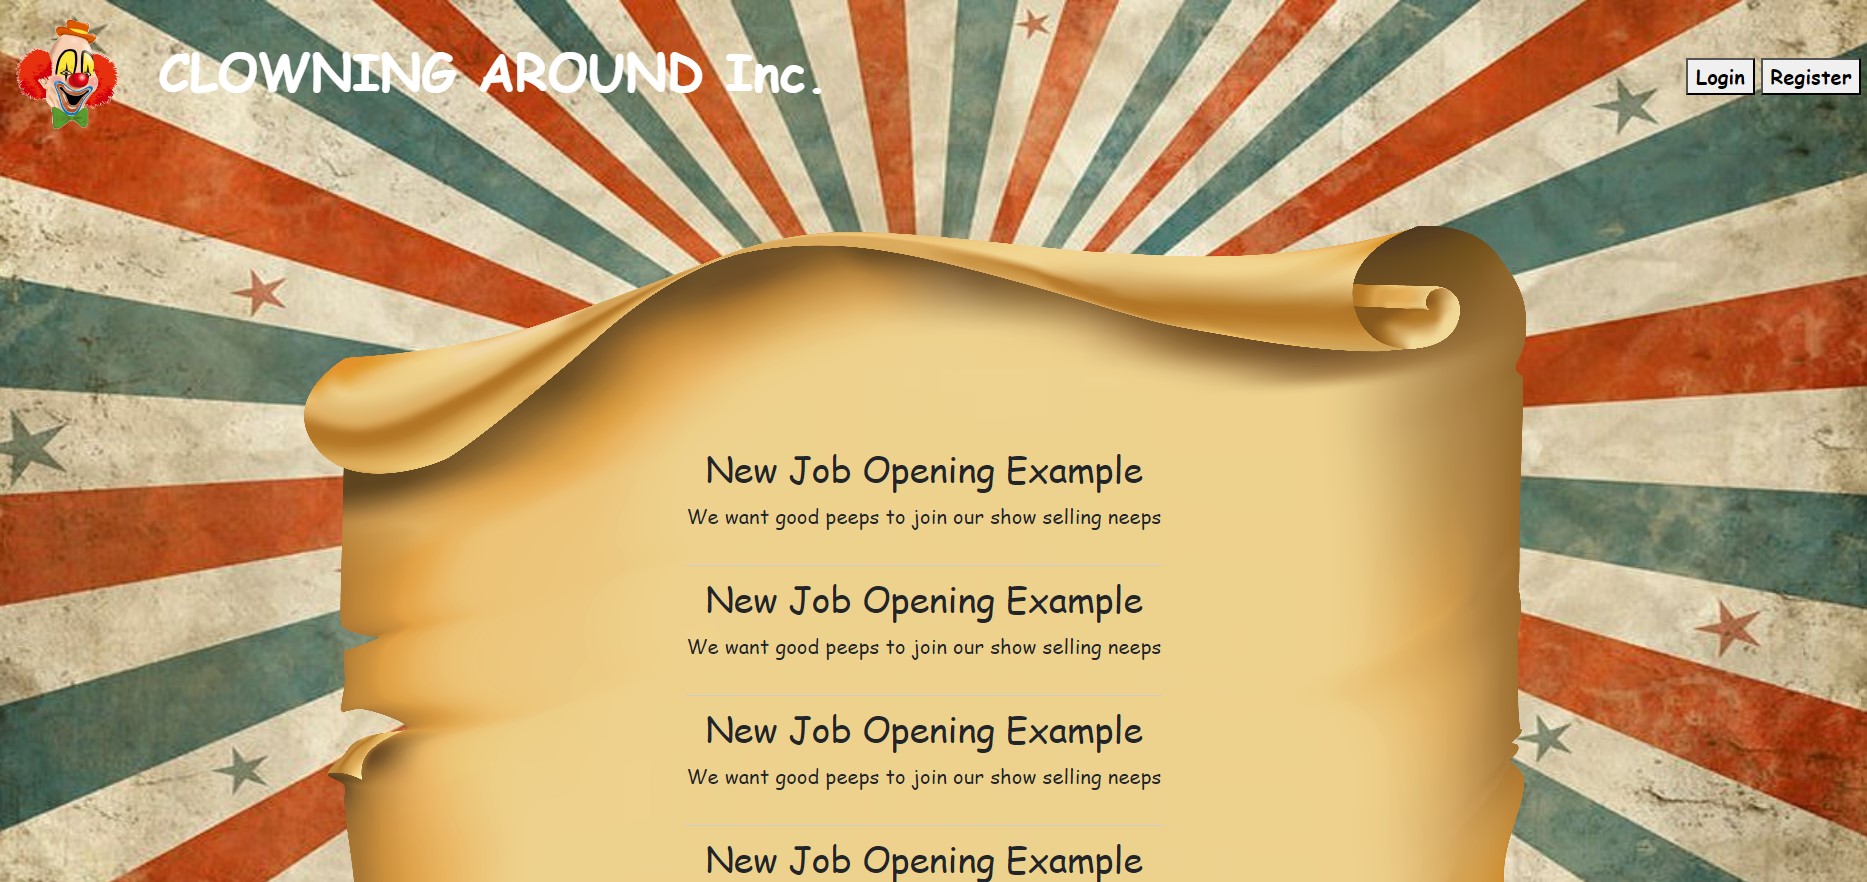 CLOWNING AROUND Inc.
Login
Register
New Job Opening Example
We want good peeps to join our show selling neeps
New Job Opening Example
We want good peeps to join our show selling neeps
New Job Opening Example
We want good peeps to join our show selling neeps
New Job Opening Example